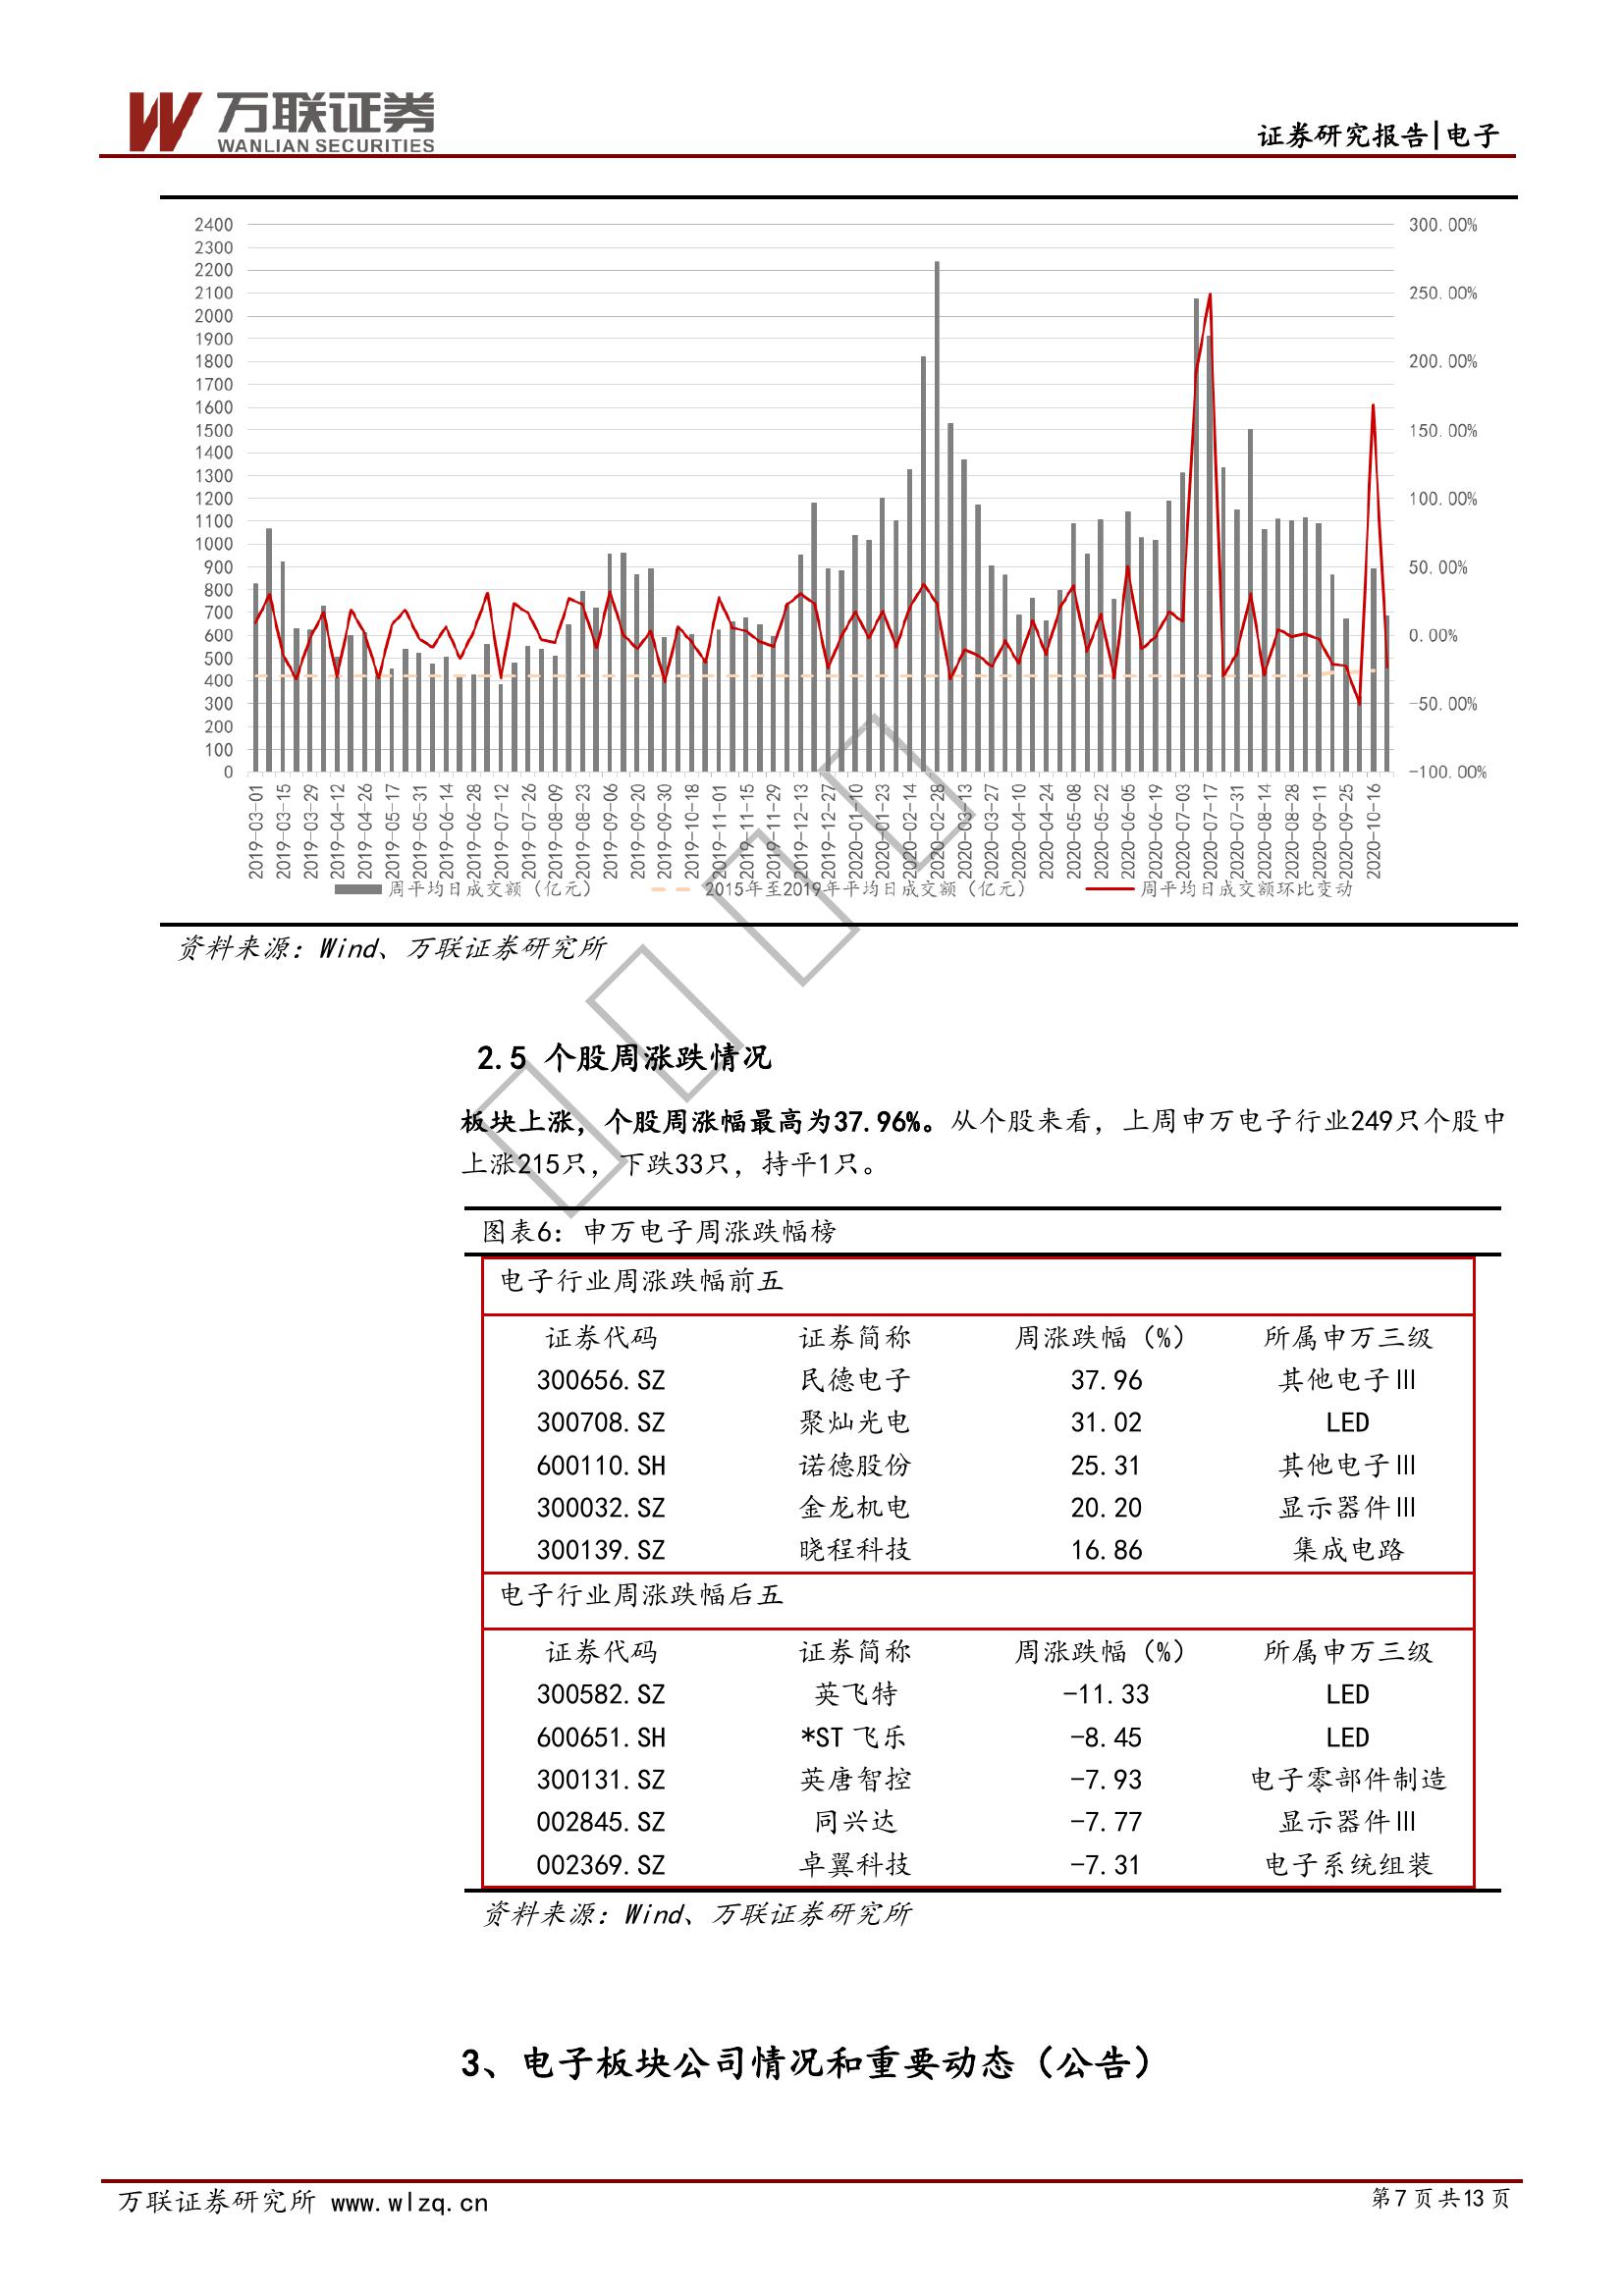 万联证券
WANLIAN SECURITIES
证券研究报告|电子
2400
2300
2200
2100
2000
1900
1800
1700
1600
1500
1400
1300
1200
1100
1000
900
800
700
600
500
400
300
200
100
0
300.00%
250.00%
200.00%
150.00%
100.00%
50.00%
0.00%
-50.00%
-100.00%
2019-03-01
2019-03-15
2019-03-29
2019-04-12
2019-04-26
2019-05-17
2019-05-31
2019-06-14
2019-06-28
2019-07-12
2019-07-26
2019-08-09
2019-08-23
2019-09-06
2019-09-20
2019-09-30
2019-10-18
2019-11-01
2019-11-15
2019-11-29
2019-12-13
2019-12-27
2020-01-10
2020-01-23
2020-02-14
2020-02-28
2020-03-13
2020-03-27
2020-04-10
2020-04-24
2020-05-08
2020-05-22
2020-06-05
2020-06-19
2020-07-03
2020-07-17
2020-07-31
2020-08-14
2020-08-28
2020-09-11
2020-09-25
2020-10-16
周平均日成交额（亿元） 2015年至2019年平均日成交额（亿元） 周平均日成交额环比变动
资料来源：Wind、万联证券研究所
2.5 个股周涨跌情况
板块上涨，个股周涨幅最高为37.96%。从个股来看，上周申万电子行业249只个股中
上涨215只，下跌33只，持平1只。
图表6：申万电子周涨跌幅榜
电子行业周涨跌幅前五
证券代码 证券简称 周涨跌幅（%） 所属申万三级
300656.SZ 民德电子 37.96 其他电子Ⅲ
300708.SZ 聚灿光电 31.02 LED
600110.SH 诺德股份 25.31 其他电子Ⅲ
300032.SZ 金龙机电 20.20 显示器件Ⅲ
300139.SZ 晓程科技 16.86 集成电路
电子行业周涨跌幅后五
证券代码 证券简称 周涨跌幅（%） 所属申万三级
300582.SZ 英飞特 -11.33 LED
600651.SH *ST 飞乐 -8.45 LED
300131.SZ 英唐智控 -7.93 电子零部件制造
002845.SZ 同兴达 -7.77 显示器件Ⅲ
002369.SZ 卓翼科技 -7.31 电子系统组装
资料来源：Wind、万联证券研究所
3、电子板块公司情况和重要动态（公告）
万联证券研究所 www.wlzq.cn
第7页共13页